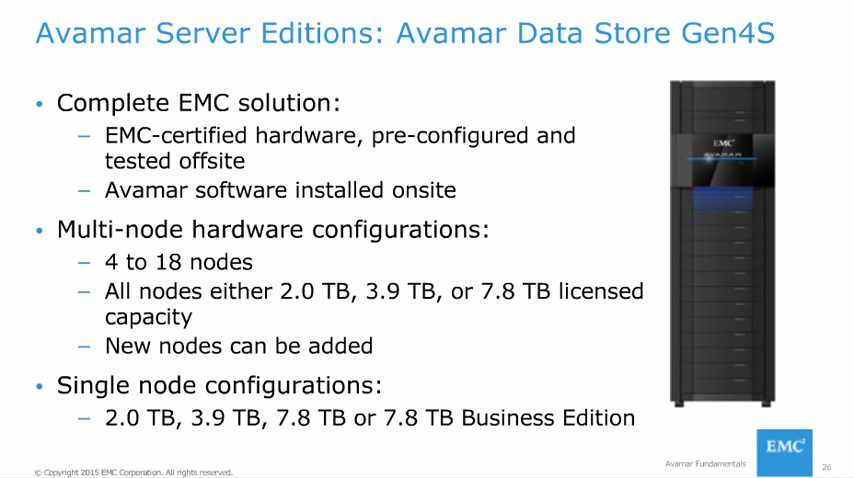 Avamar Server Editions: Avamar Data Store Gen4S
• Complete EMC solution:
– EMC-certified hardware, pre-configured and
tested offsite
– Avamar software installed onsite
• Multi-node hardware configurations:
– 4 to 18 nodes
– All nodes either 2.0 TB, 3.9 TB, or 7.8 TB licensed
capacity
– New nodes can be added
• Single node configurations:
– 2.0 TB, 3.9 TB, 7.8 TB or 7.8 TB Business Edition
EMC²
AVAMAR
© Copyright 2015 EMC Corporation. All rights reserved.
Avamar Fundamentals
EMC²
26